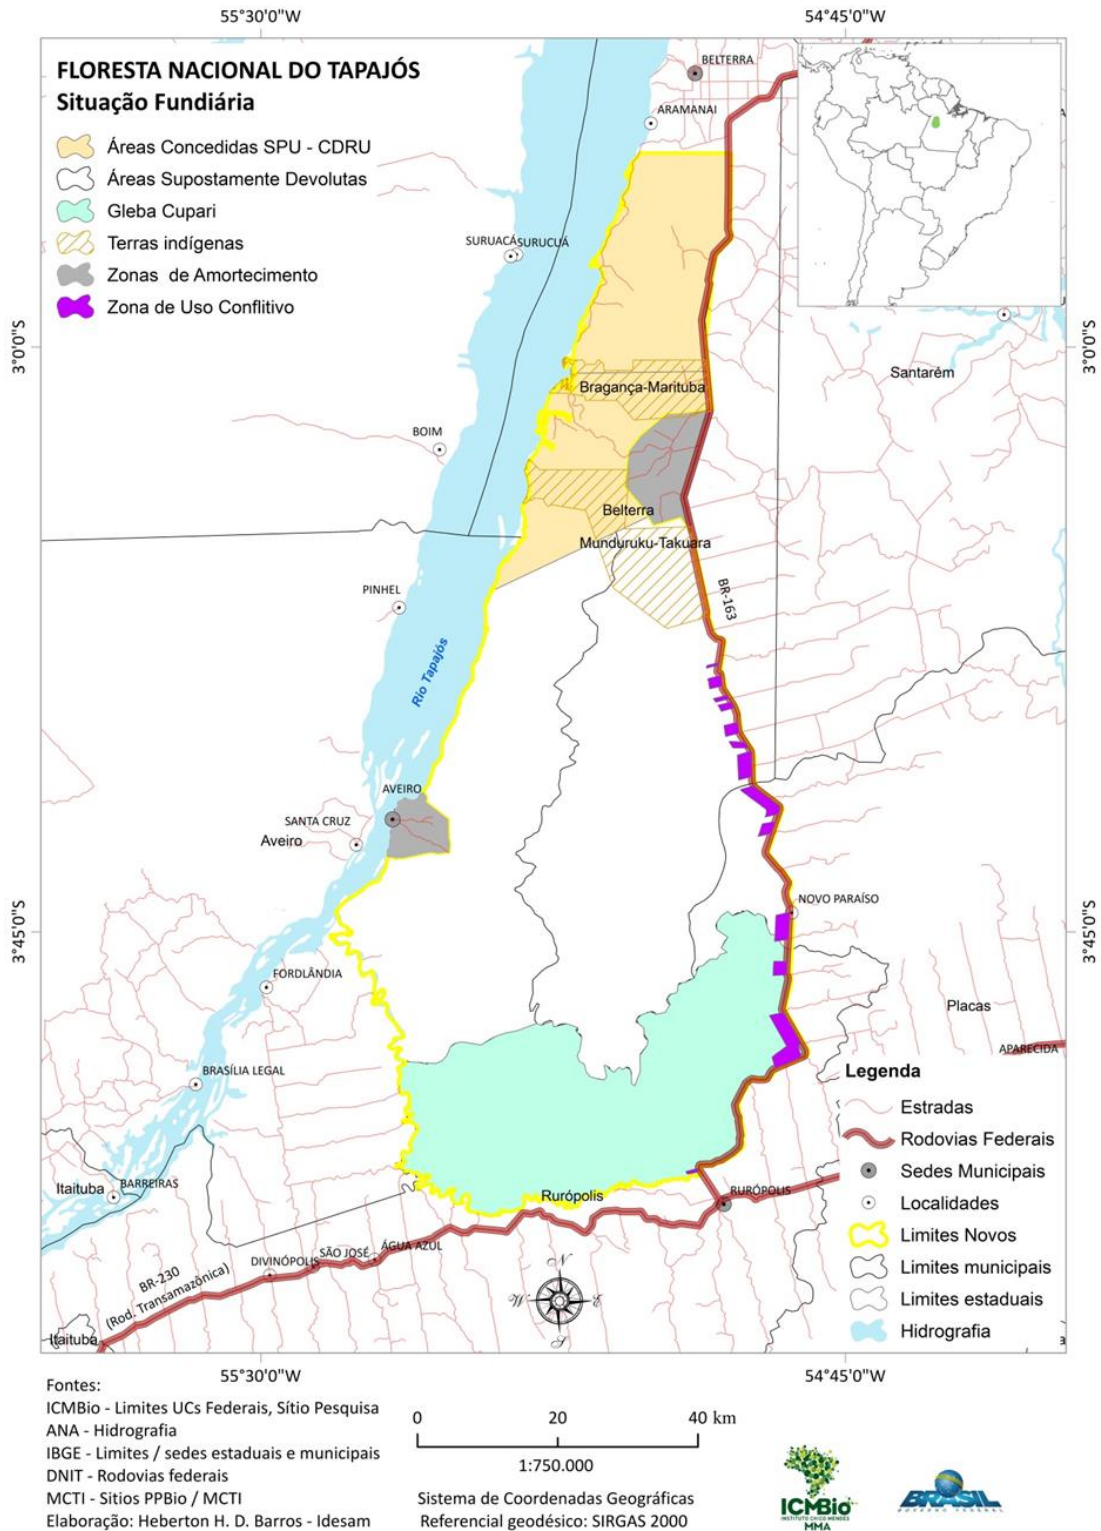 55°30'0"W
54°45'0"W
FLORESTA NACIONAL DO TAPAJÓS
Situação Fundiária
Áreas Concedidas SPU - CDRU
Áreas Supostamente Devolutas
Gleba Cupari
Terras indígenas
Zonas de Amortecimento
Zona de Uso Conflitivo
BELTERRA
ARAMANAI
SURUACÁ
SURUCUÁ
3°0'0"S
3°0'0"S
Santarém
Bragança-Marituba
BOIM
Belterra
Munduruku-Takuara
BR-163
PINHEL
Rio Tapajós
AVEIRO
SANTA CRUZ
Aveiro
NOVO PARAÍSO
3°45'0"S
3°45'0"S
FORDLÂNDIA
Placas
APARECIDA
BRASÍLIA LEGAL
Legenda
Estradas
Rodovias Federais
Sedes Municipais
Localidades
Limites Novos
Limites municipais
Limites estaduais
Hidrografia
Itaituba
BARREIRAS
Rurópolis
RURÓPOLIS
ÁGUA AZUL
SÃO JOSÉ
DIVINÓPOLIS
BR-230
(Rod. Transamazônica)
Itaituba
N
W
E
S
55°30'0"W
54°45'0"W
Fontes:
ICMBio - Limites UCs Federais, Sítio Pesquisa
ANA - Hidrografia
IBGE - Limites / sedes estaduais e municipais
DNIT - Rodovias federais
MCTI - Sitios PPBio / MCTI
Elaboração: Heberton H. D. Barros - Idesam
0 20 40 km
1:750.000
Sistema de Coordenadas Geográficas
Referencial geodésico: SIRGAS 2000
ICMBio
INSTITUTO CHICO MENDES
MMA
BRASIL
GOVERNO FEDERAL